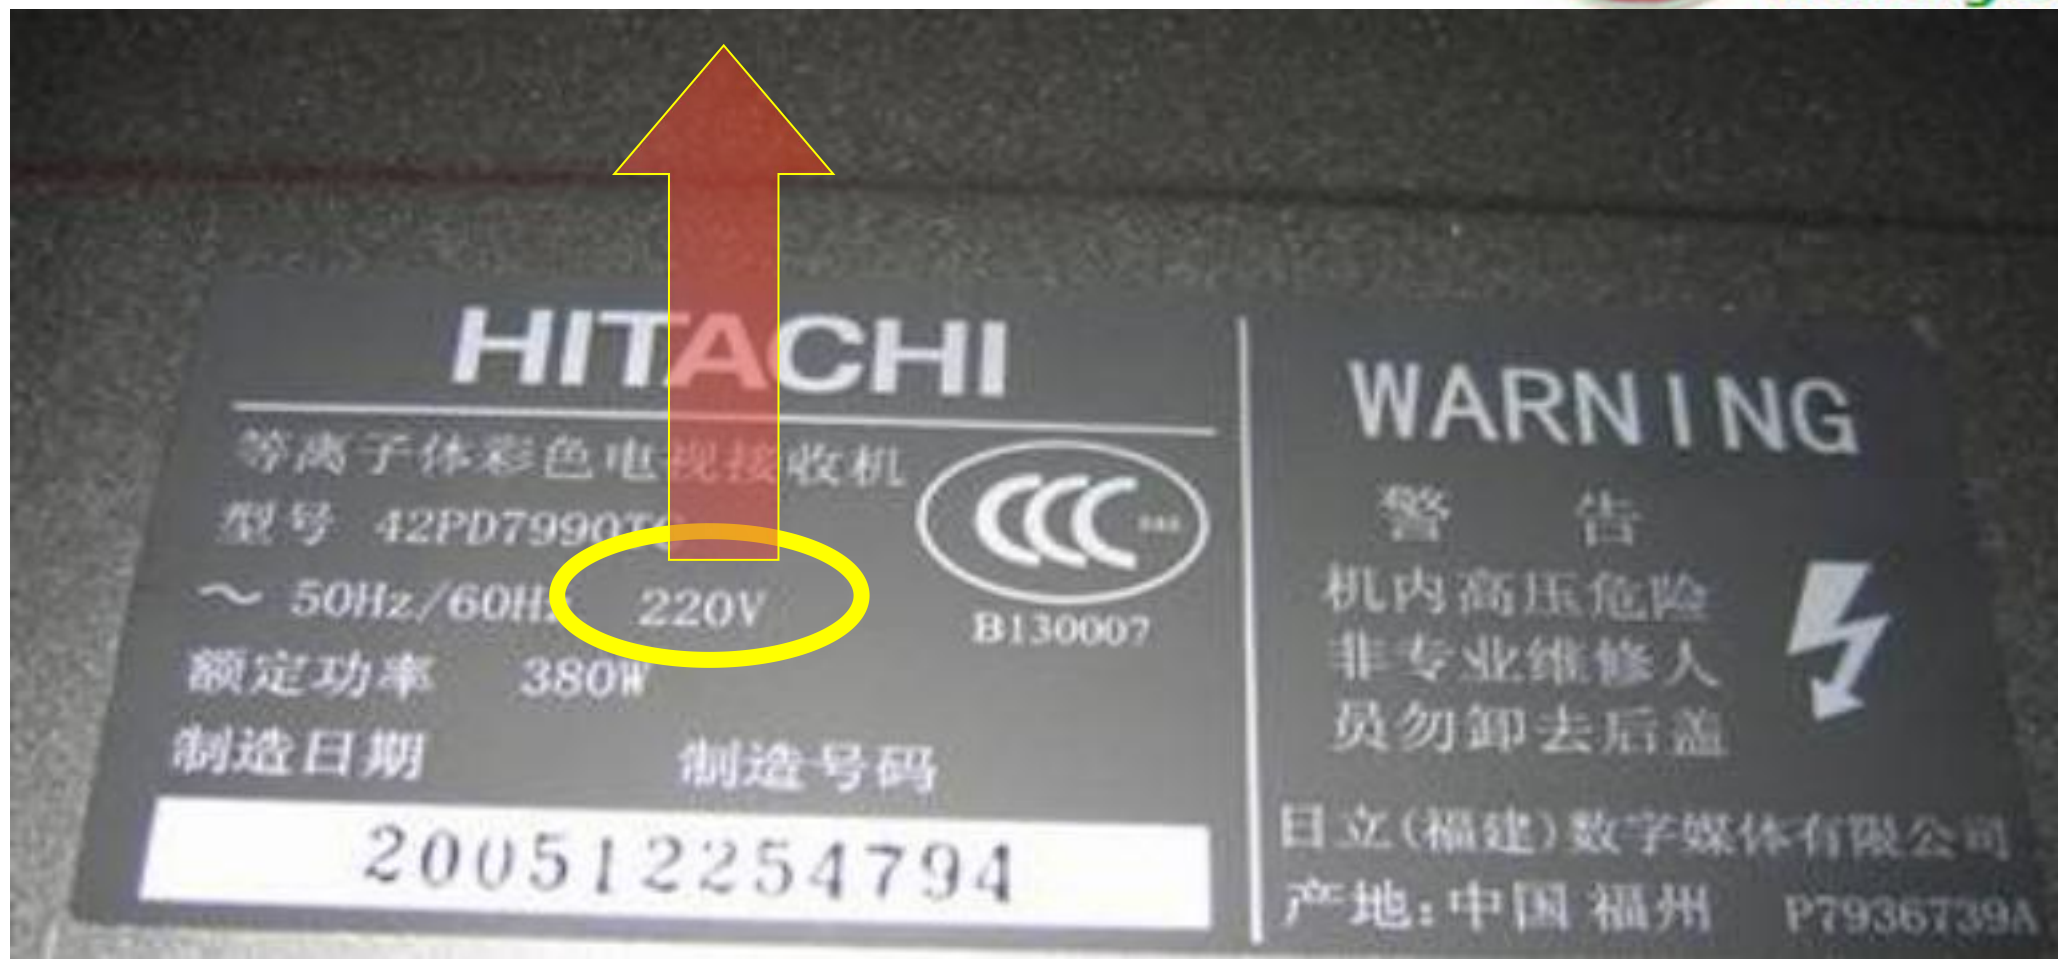 HITACHI
等离子体彩色电视接收机
型号 42PD7990TC
CCC
～ 50Hz/60Hz 220V
B130007
额定功率 380W
制造日期 制造号码
200512254794
WARNING
警 告
机内高压危险
非专业维修人
员勿卸去后盖
日立(福建)数字媒体有限公司
产地:中国 福州 P7936739A